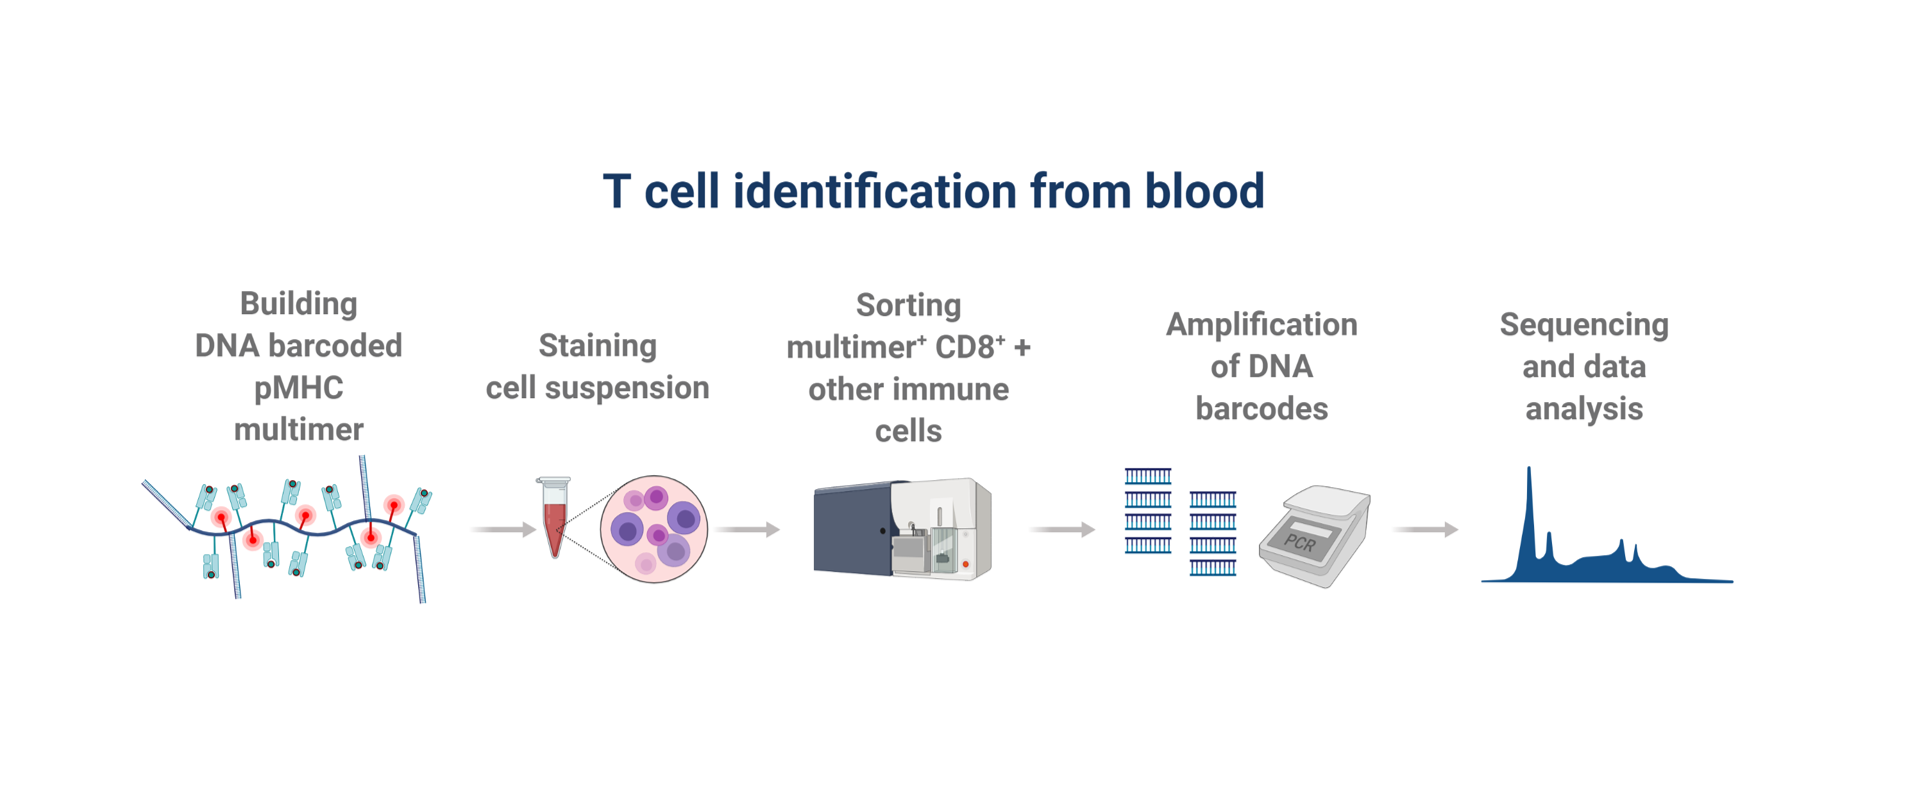 T cell identification from blood
Building
DNA barcoded
pMHC
multimer
Staining
cell suspension
Sorting
multimer⁺ CD8⁺ +
other immune
cells
Amplification
of DNA
barcodes
Sequencing
and data
analysis
PCR